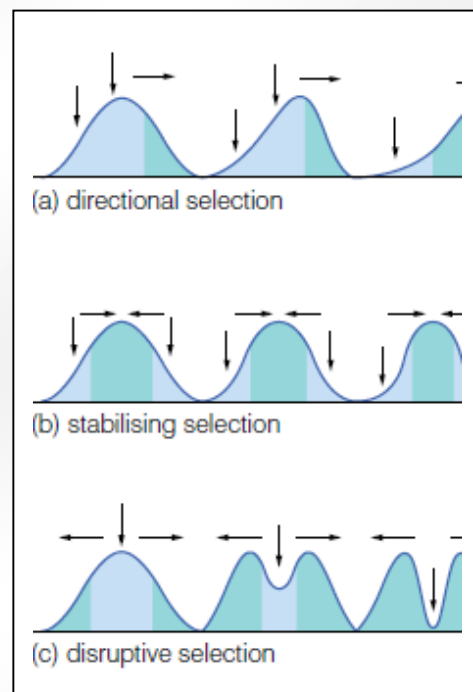 (a) directional selection
(b) stabilising selection
(c) disruptive selection